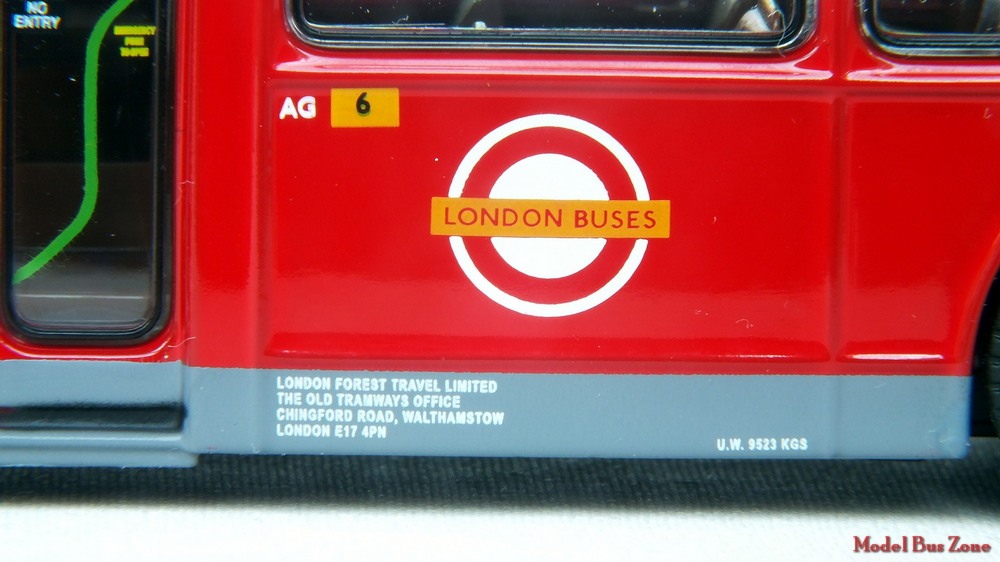 NO
ENTRY
EMERGENCY
AG 6
LONDON BUSES
LONDON FOREST TRAVEL LIMITED
THE OLD TRAMWAYS OFFICE
CHINGFORD ROAD, WALTHAMSTOW
LONDON E17 4PN
U.W. 9523 KGS
Model Bus Zone